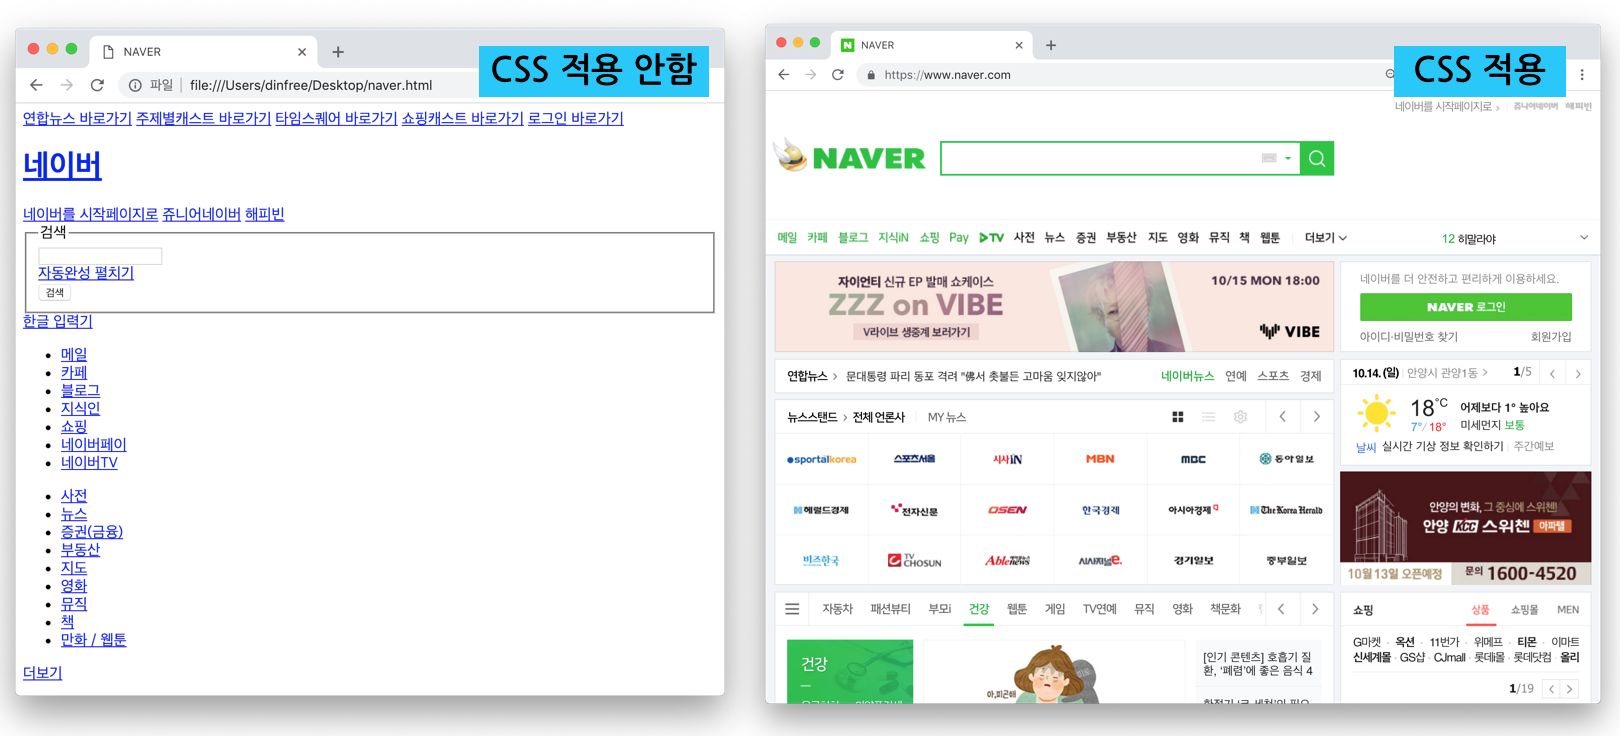 NAVER
CSS 적용 안함
파일 file:///Users/dinfree/Desktop/naver.html
연합뉴스 바로가기 주제별캐스트 바로가기 타임스퀘어 바로가기 쇼핑캐스트 바로가기 로그인 바로가기
네이버
네이버를 시작페이지로 쥬니어네이버 해피빈
검색
자동완성 펼치기
검색
한글 입력기
메일
카페
블로그
지식인
쇼핑
네이버페이
네이버TV
사전
뉴스
증권(금융)
부동산
지도
영화
뮤직
책
만화 / 웹툰
더보기
NAVER
CSS 적용
https://www.naver.com
네이버를 시작페이지로 쥬니어네이버 해피빈
NAVER
메일 카페 블로그 지식iN 쇼핑 Pay TV 사전 뉴스 증권 부동산 지도 영화 뮤직 책 웹툰 더보기 12 히말라야
자이언티 신규 EP 발매 쇼케이스
ZZZ on VIBE
V라이브 생중계 보러가기
10/15 MON 18:00
VIBE
네이버를 더 안전하고 편리하게 이용하세요.
NAVER 로그인
아이디·비밀번호 찾기 회원가입
연합뉴스 › 문대통령 파리 동포 격려 "佛서 촛불든 고마움 잊지않아" 네이버뉴스 연예 스포츠 경제
뉴스스탠드 › 전체 언론사 MY 뉴스
sportalkorea 스포츠서울 시사iN MBN MBC 동아일보
헤럴드경제 전자신문 OSEN 한국경제 아시아경제 The Korea Herald
비즈한국 TV CHOSUN Able news 시사저널e. 경기일보 중부일보
10.14.(일) 안양시 관양1동 › 1/5
18°C 어제보다 1° 높아요
7°/ 18° 미세먼지 보통
날씨 실시간 기상 정보 확인하기 주간예보
안양의 변화, 그 중심에 스위첸!
안양 KCC 스위첸 아파텔
10월 13일 오픈예정 문의 1600-4520
자동차 패션뷰티 부모i 건강 웹툰 게임 TV연예 뮤직 영화 책문화
건강
아,피곤해
[인기 콘텐츠] 호흡기 질
환, '폐렴'에 좋은 음식 4
쇼핑 상품 쇼핑몰 MEN
G마켓 · 옥션 · 11번가 · 위메프 · 티몬 · 이마트
신세계몰 · GS샵 · CJmall · 롯데몰 · 롯데닷컴 · 올리
1/19